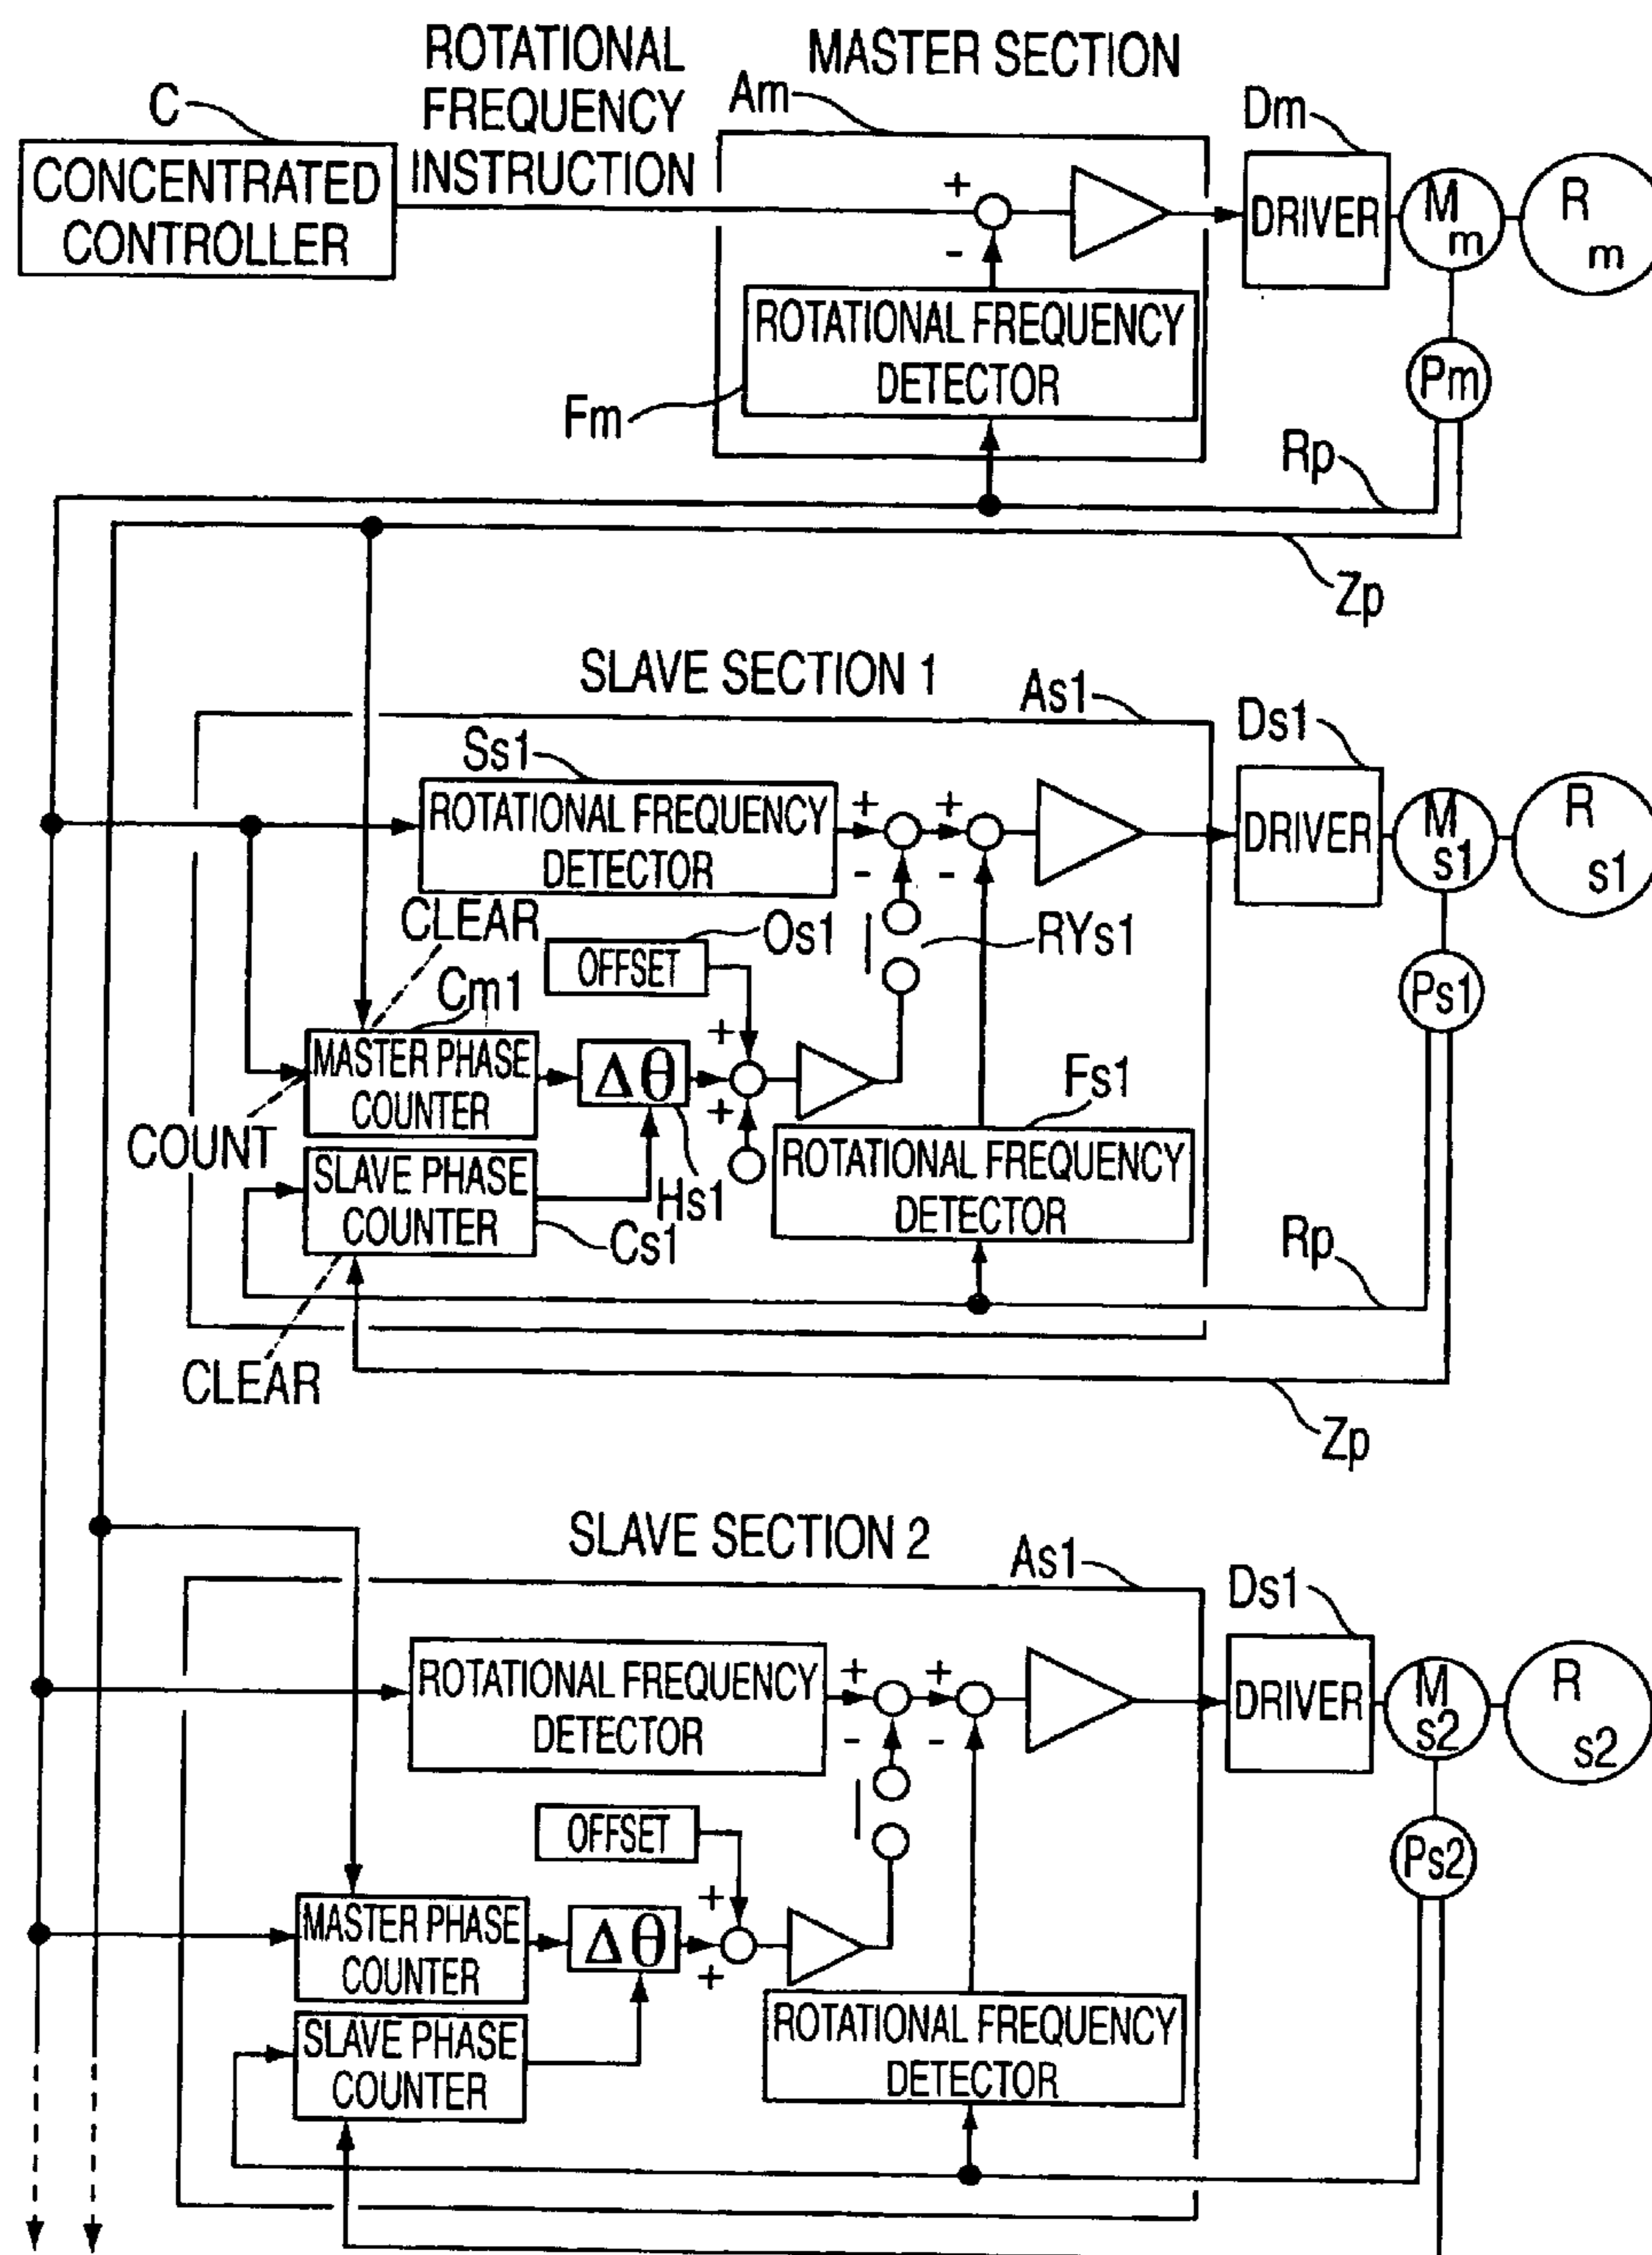 ROTATIONAL
FREQUENCY
INSTRUCTION
MASTER SECTION
C
Am
Dm
CONCENTRATED
CONTROLLER
+
-
DRIVER
M
m
R
m
ROTATIONAL FREQUENCY
DETECTOR
Fm
Pm
Rp
Zp
SLAVE SECTION 1
As1
Ds1
Ss1
ROTATIONAL FREQUENCY
DETECTOR
+
-
+
-
DRIVER
M
s1
R
s1
CLEAR
Cm1
OFFSET
Os1
RYs1
Ps1
MASTER PHASE
COUNTER
Δθ
+
+
Fs1
COUNT
SLAVE PHASE
COUNTER
Hs1
Cs1
ROTATIONAL FREQUENCY
DETECTOR
Rp
CLEAR
Zp
SLAVE SECTION 2
As1
Ds1
ROTATIONAL FREQUENCY
DETECTOR
+
-
+
-
DRIVER
M
s2
R
s2
OFFSET
Ps2
MASTER PHASE
COUNTER
Δθ
+
+
SLAVE PHASE
COUNTER
ROTATIONAL FREQUENCY
DETECTOR